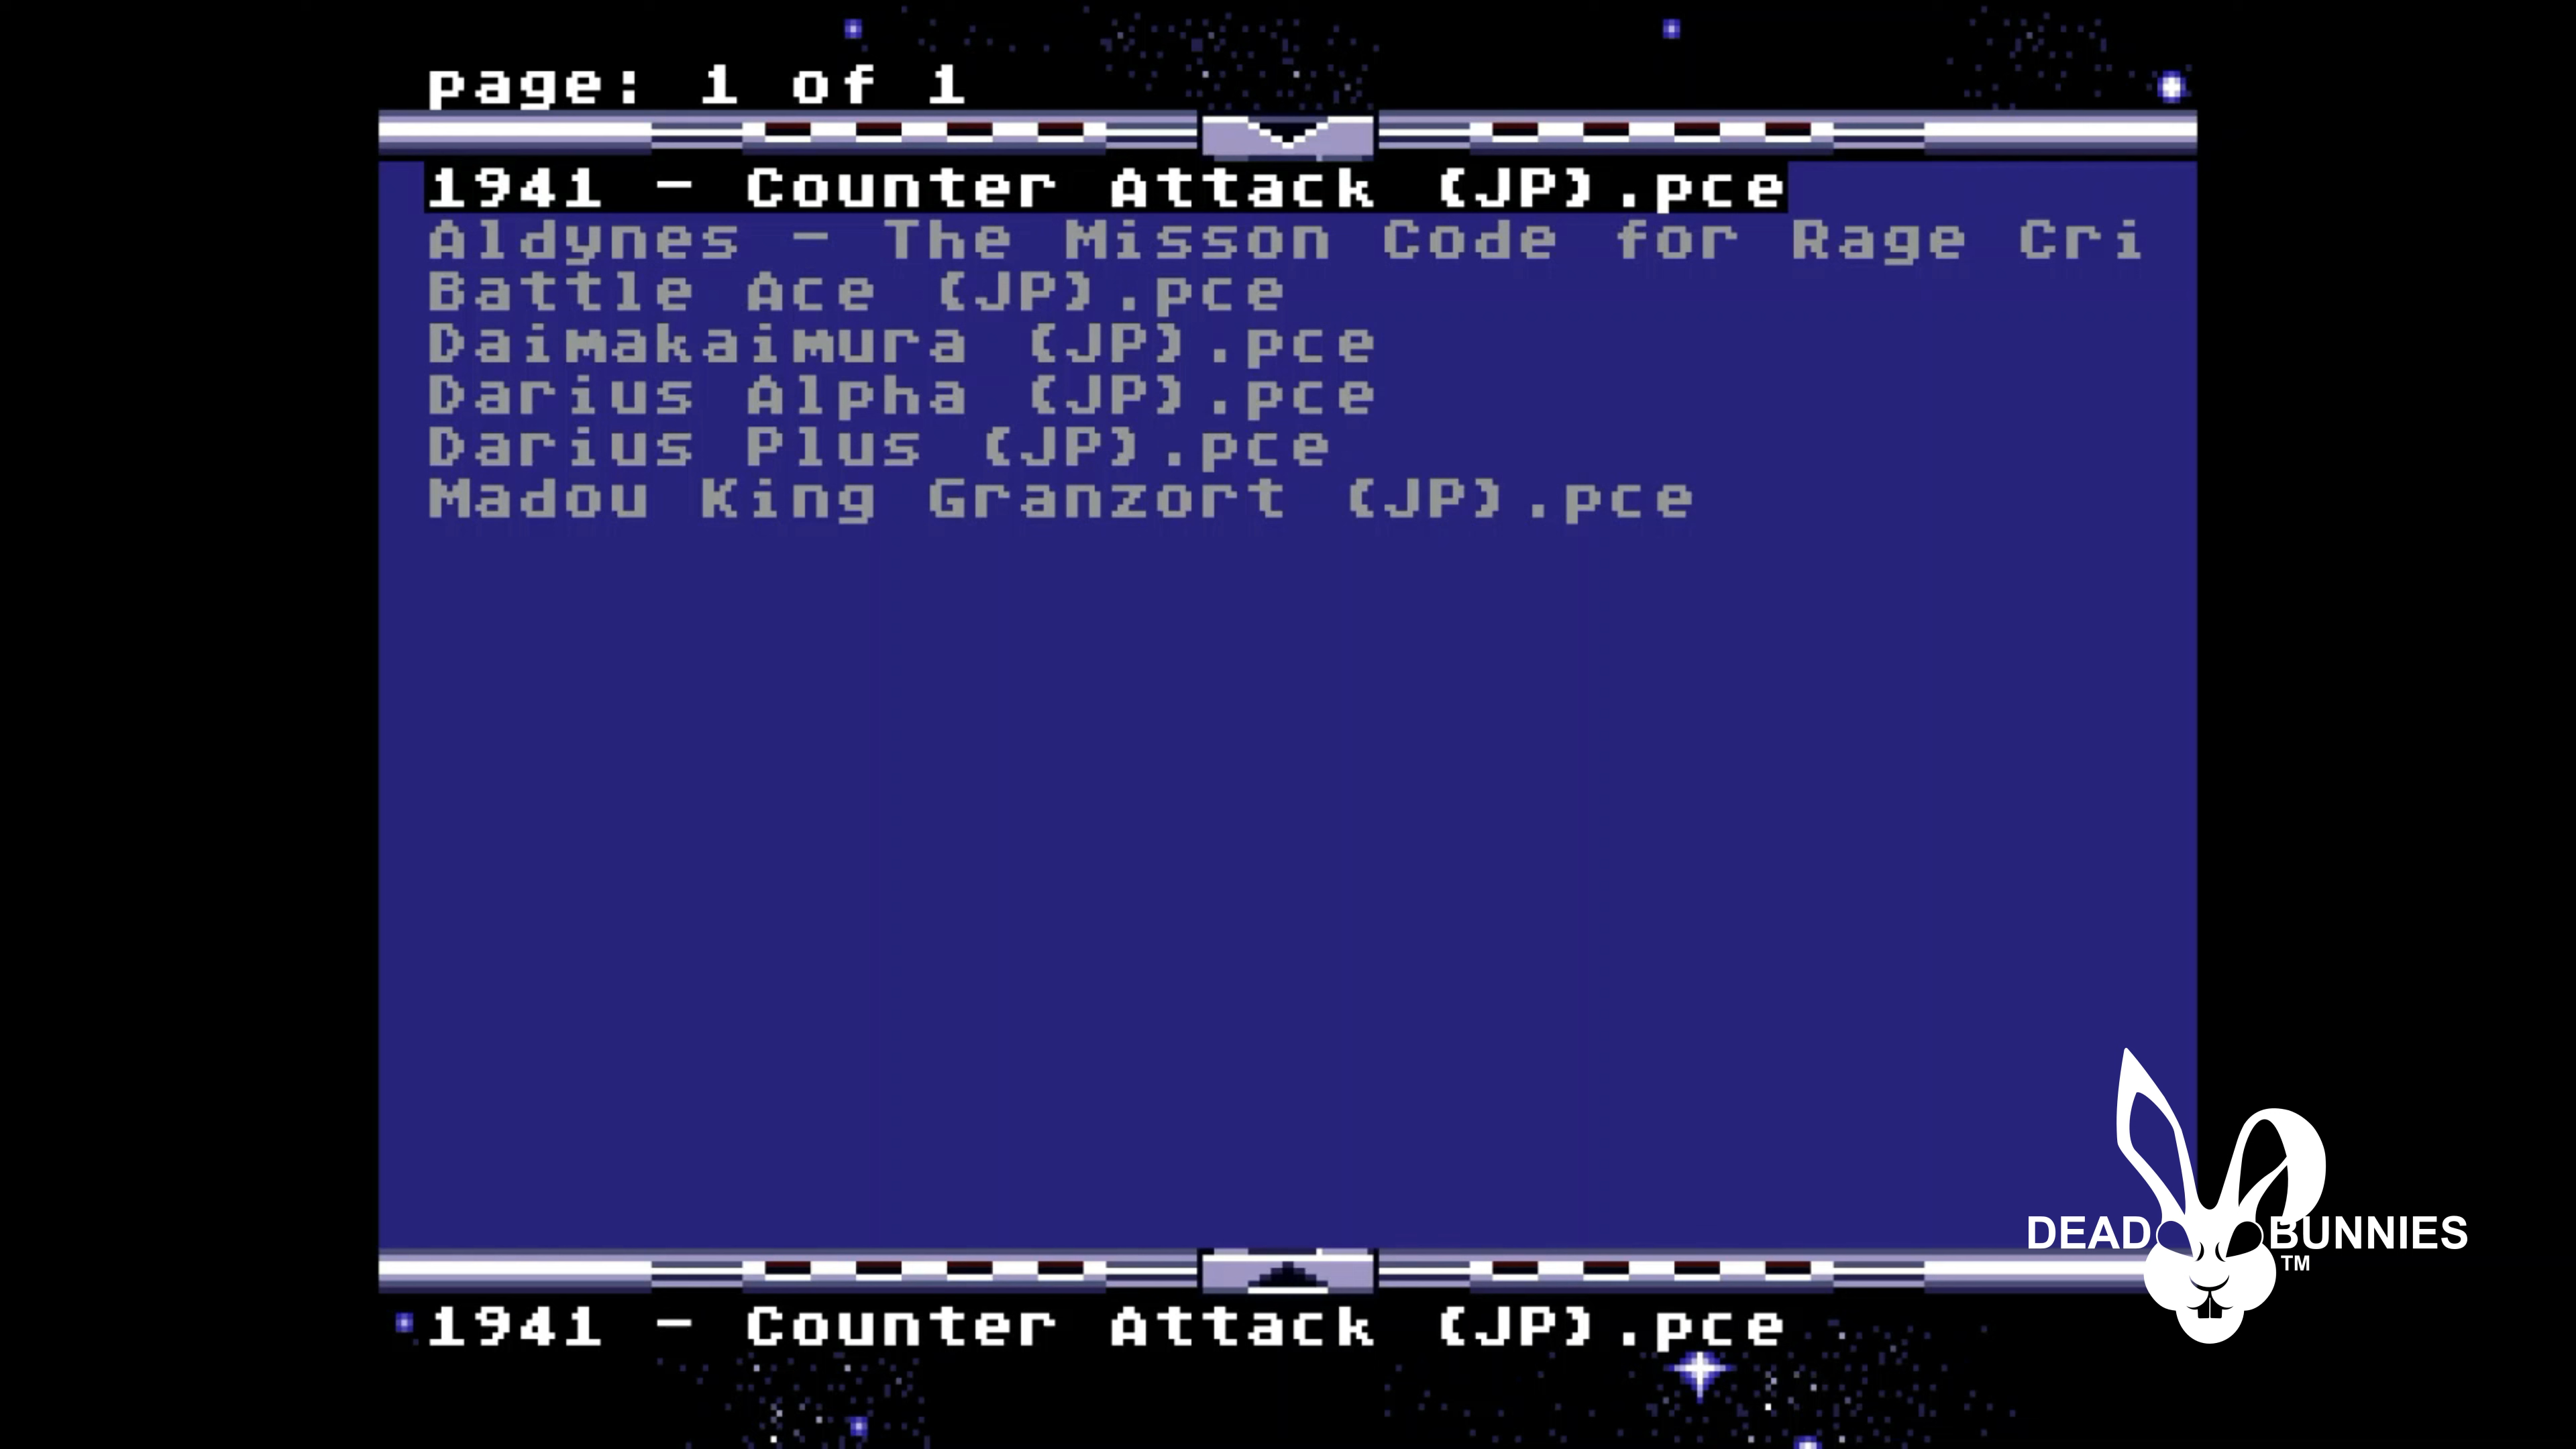 page: 1 of 1
1941 - Counter Attack (JP).pce
Aldynes - The Misson Code for Rage Cri
Battle Ace (JP).pce
Daimakaimura (JP).pce
Darius Alpha (JP).pce
Darius Plus (JP).pce
Madou King Granzort (JP).pce
DEAD BUNNIES
TM
1941 - Counter Attack (JP).pce